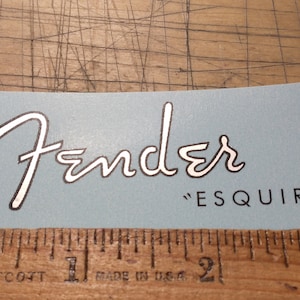 Fender
"ESQUIR
1 2
COTT MADE IN U.S.A.